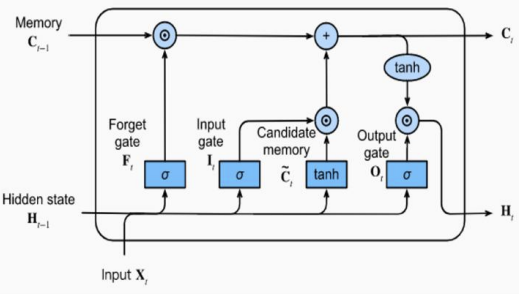 Memory
C_{t-1}
⊙
+
C_t
tanh
Forget
gate
F_t
Input
gate
I_t
Candidate
memory
C̃_t
⊙
Output
gate
O_t
⊙
σ
σ
tanh
σ
Hidden state
H_{t-1}
H_t
Input X_t